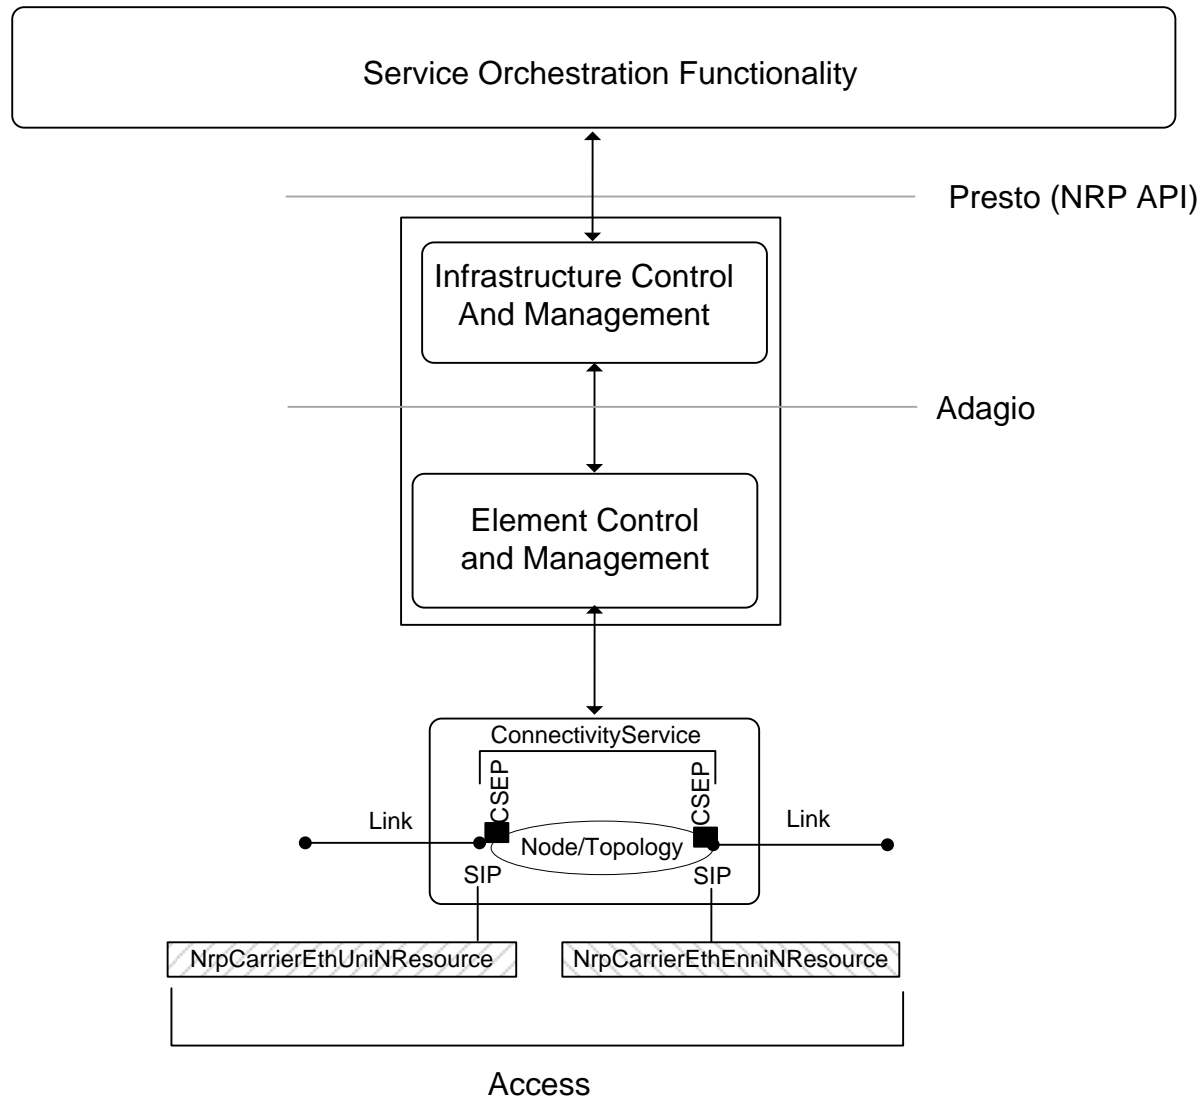 Service Orchestration Functionality
Presto (NRP API)
Infrastructure Control
And Management
Adagio
Element Control
and Management
ConnectivityService
CSEP
CSEP
Link
Link
Node/Topology
SIP
SIP
NrpCarrierEthUniNResource
NrpCarrierEthEnniNResource
Access